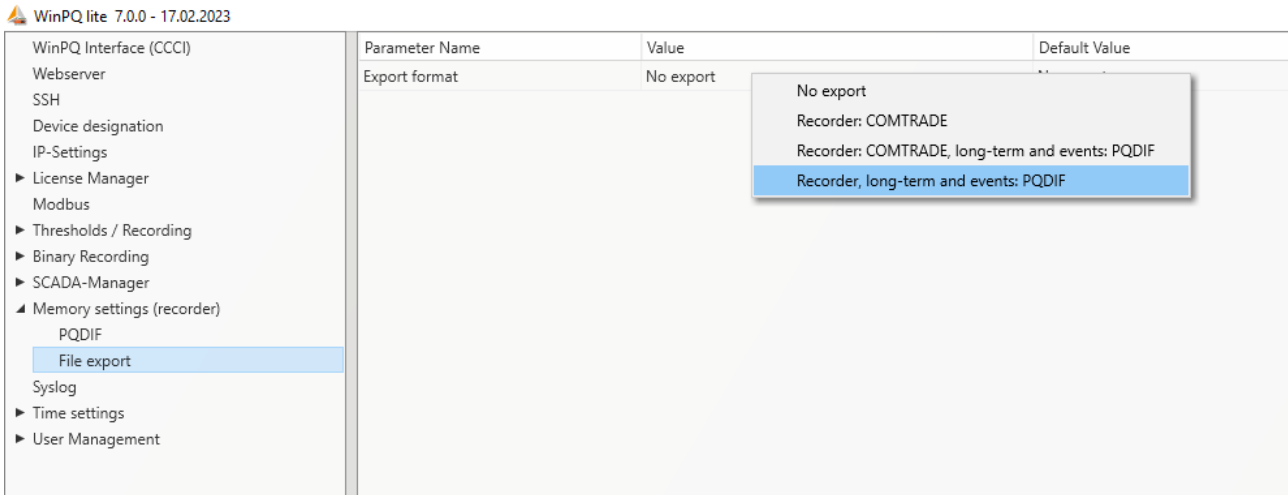 WinPQ lite 7.0.0 - 17.02.2023
WinPQ Interface (CCCI)
Webserver
SSH
Device designation
IP-Settings
License Manager
Modbus
Thresholds / Recording
Binary Recording
SCADA-Manager
Memory settings (recorder)
PQDIF
File export
Syslog
Time settings
User Management
Parameter Name Value Default Value
Export format No export
No export
Recorder: COMTRADE
Recorder: COMTRADE, long-term and events: PQDIF
Recorder, long-term and events: PQDIF